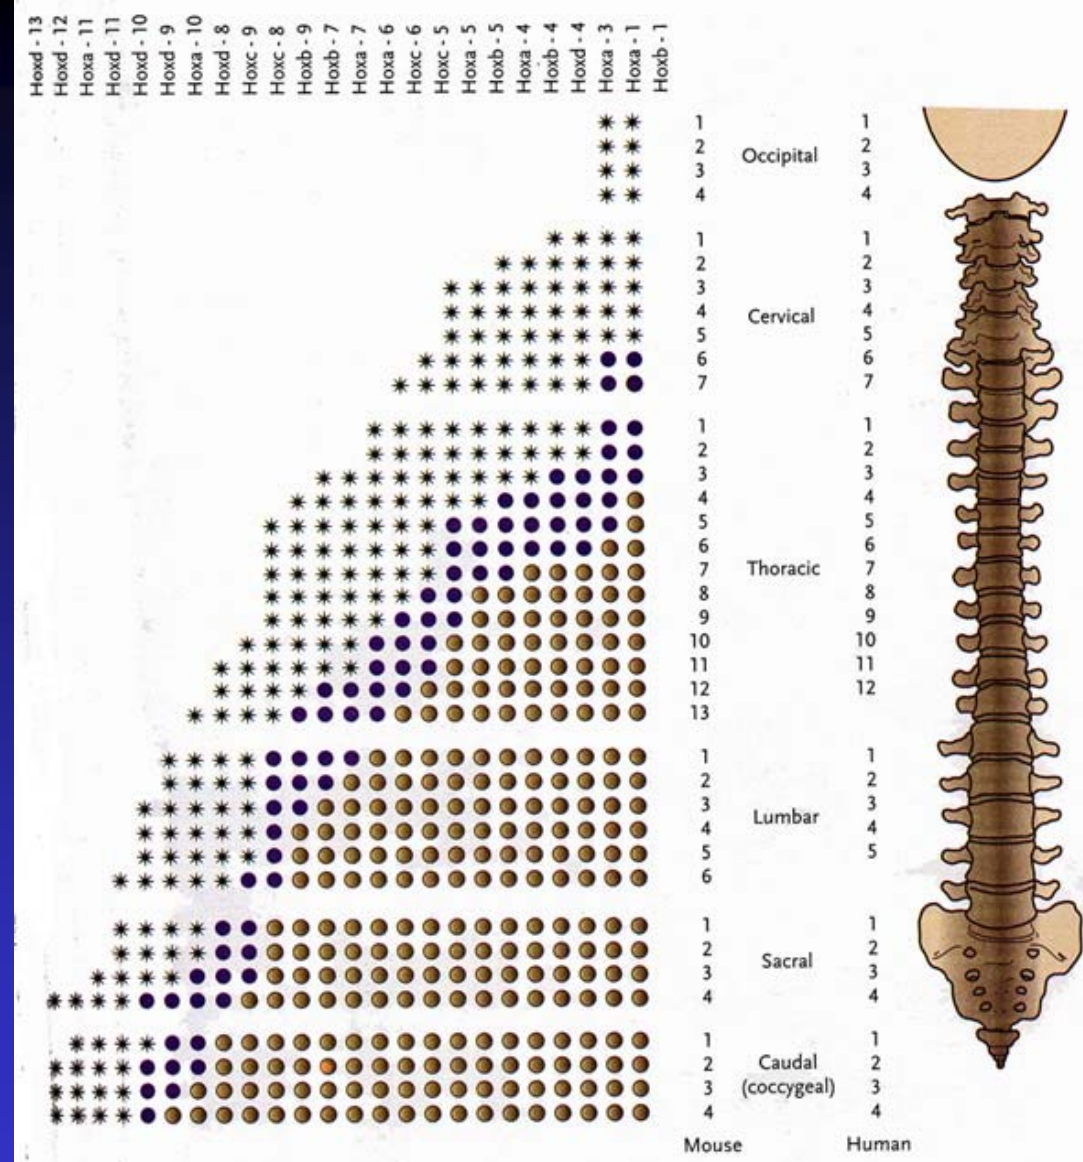 Hoxd - 13
Hoxd - 12
Hoxa - 11
Hoxd - 11
Hoxd - 10
Hoxd - 9
Hoxa - 10
Hoxd - 8
Hoxc - 9
Hoxc - 8
Hoxb - 9
Hoxb - 7
Hoxa - 7
Hoxa - 6
Hoxc - 6
Hoxc - 5
Hoxa - 5
Hoxb - 5
Hoxa - 4
Hoxb - 4
Hoxd - 4
Hoxa - 3
Hoxa - 1
Hoxb - 1
1 1
2 Occipital 2
3 3
4 4
1 1
2 2
3 3
4 Cervical 4
5 5
6 6
7 7
1 1
2 2
3 3
4 4
5 5
6 6
7 Thoracic 7
8 8
9 9
10 10
11 11
12 12
13
1 1
2 2
3 3
4 Lumbar 4
5 5
6
1 1
2 2
3 Sacral 3
4 4
1 1
2 Caudal 2
3 (coccygeal) 3
4 4
Mouse Human